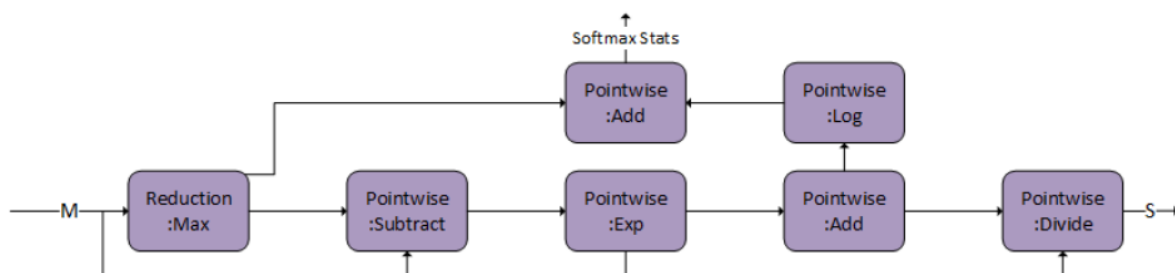 Softmax Stats
Pointwise
:Add
Pointwise
:Log
M
Reduction
:Max
Pointwise
:Subtract
Pointwise
:Exp
Pointwise
:Add
Pointwise
:Divide
S